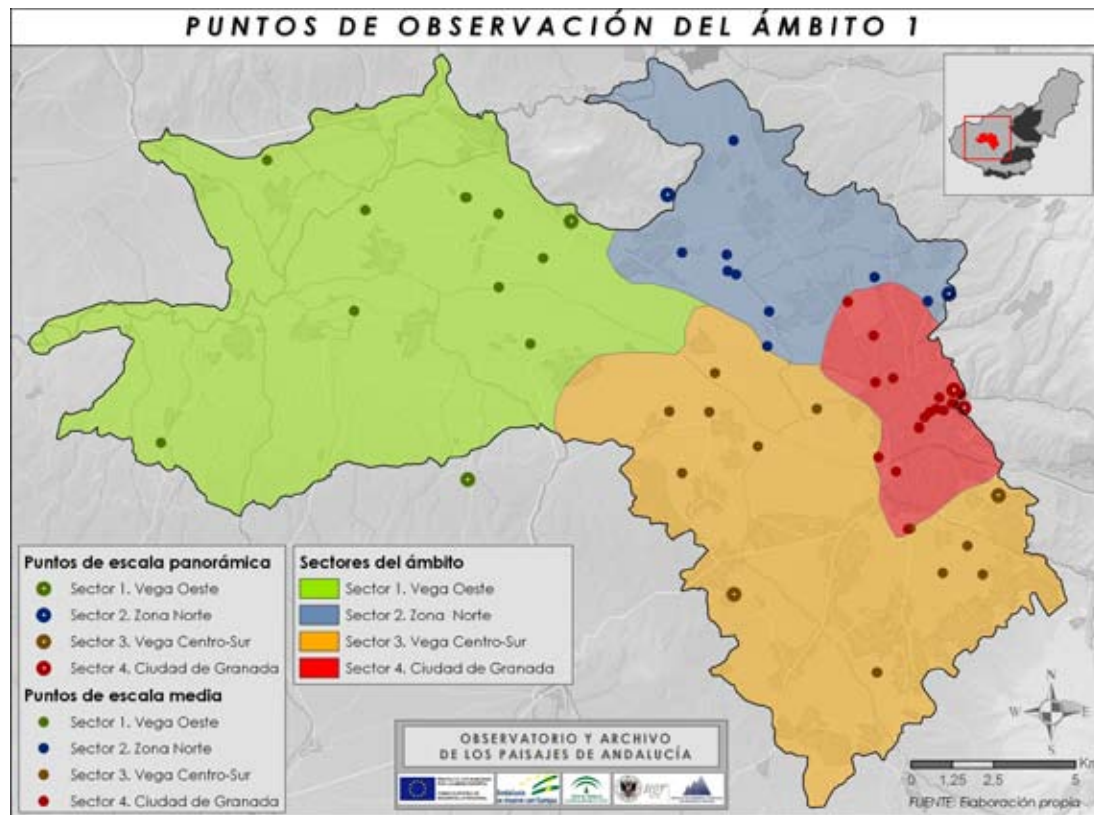 PUNTOS DE OBSERVACIÓN DEL ÁMBITO 1
Puntos de escala panorámica
Sector 1. Vega Oeste
Sector 2. Zona Norte
Sector 3. Vega Centro-Sur
Sector 4. Ciudad de Granada
Puntos de escala media
Sector 1. Vega Oeste
Sector 2. Zona Norte
Sector 3. Vega Centro-Sur
Sector 4. Ciudad de Granada
Sectores del ámbito
Sector 1. Vega Oeste
Sector 2. Zona Norte
Sector 3. Vega Centro-Sur
Sector 4. Ciudad de Granada
OBSERVATORIO Y ARCHIVO
DE LOS PAISAJES DE ANDALUCÍA
N
W E
S
Km
0 1.25 2.5 5
FUENTE: Elaboración propia